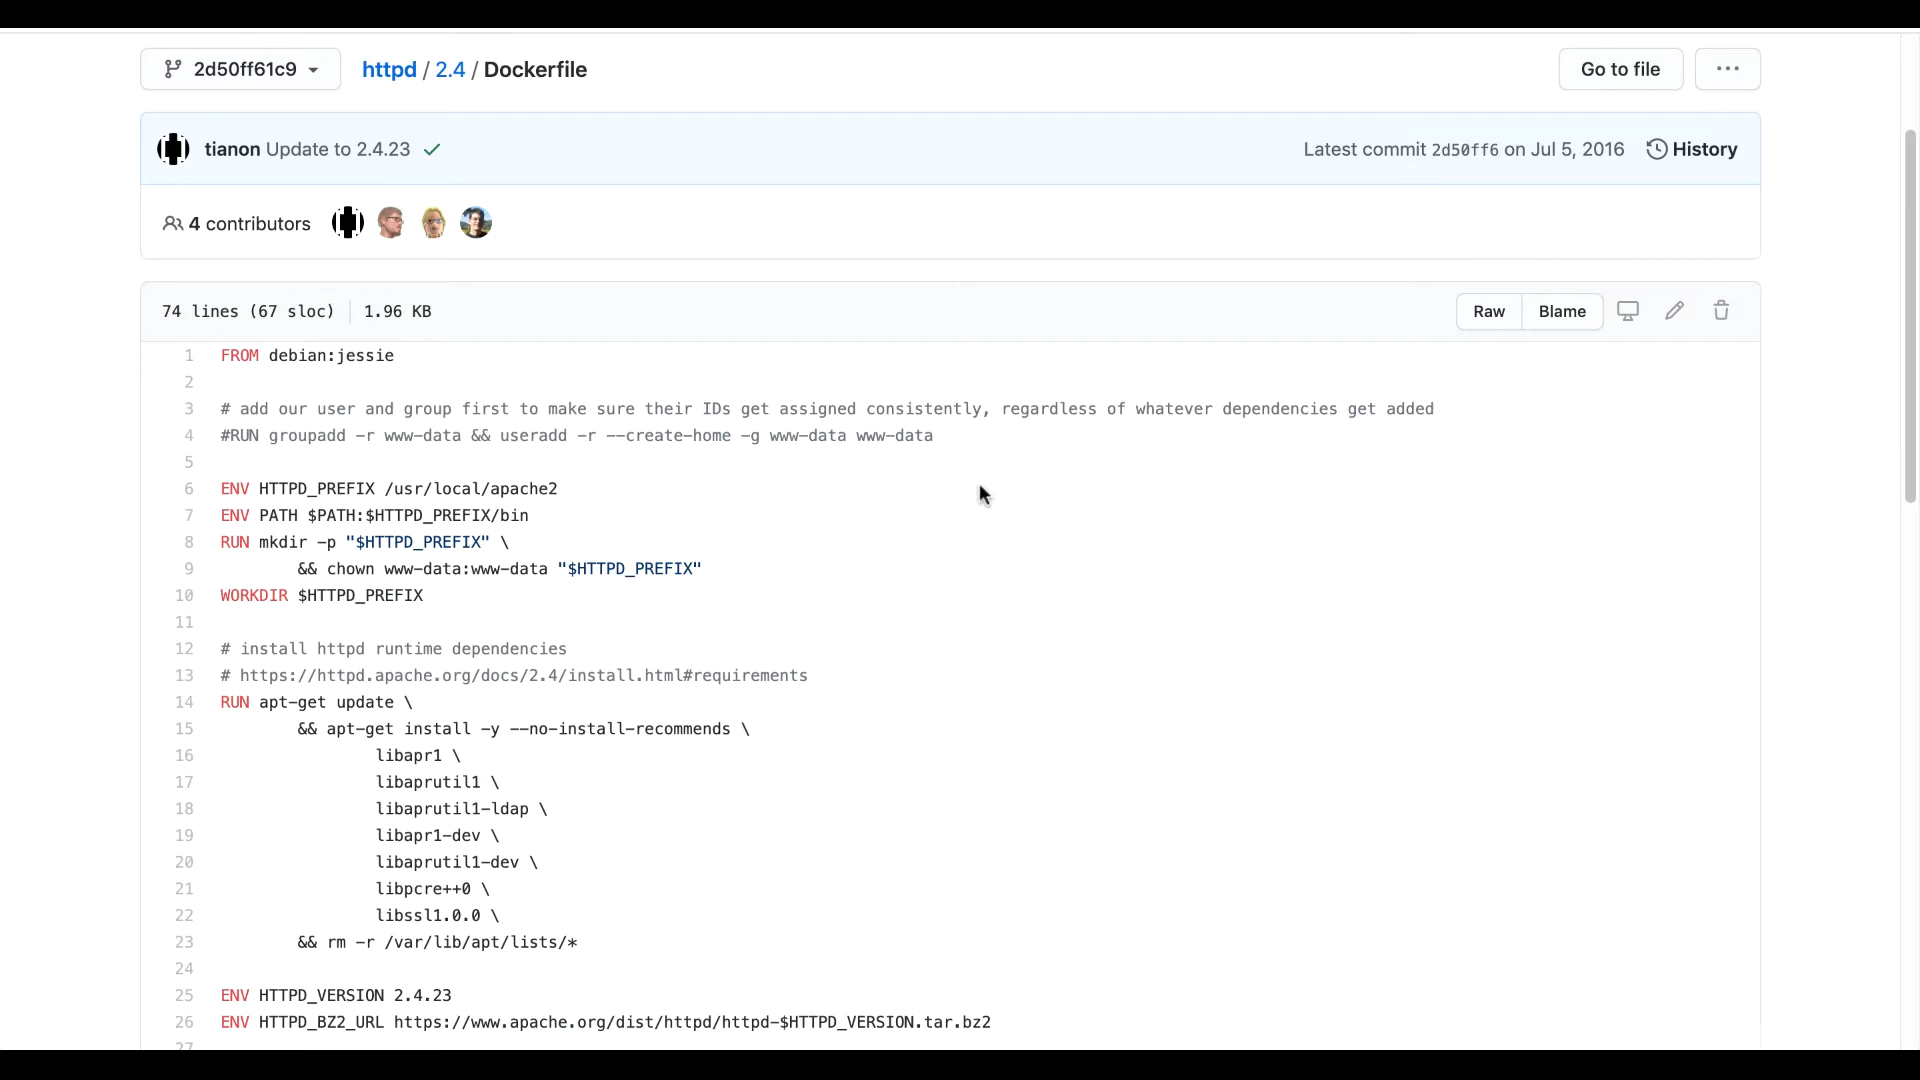 2d50ff61c9
httpd / 2.4 / Dockerfile
Go to file
...
tianon Update to 2.4.23
Latest commit 2d50ff6 on Jul 5, 2016
History
4 contributors
74 lines (67 sloc) | 1.96 KB
Raw
Blame
1 FROM debian:jessie
2
3 # add our user and group first to make sure their IDs get assigned consistently, regardless of whatever dependencies get added
4 #RUN groupadd -r www-data && useradd -r --create-home -g www-data www-data
5
6 ENV HTTPD_PREFIX /usr/local/apache2
7 ENV PATH $PATH:$HTTPD_PREFIX/bin
8 RUN mkdir -p "$HTTPD_PREFIX" \
9 && chown www-data:www-data "$HTTPD_PREFIX"
10 WORKDIR $HTTPD_PREFIX
11
12 # install httpd runtime dependencies
13 # https://httpd.apache.org/docs/2.4/install.html#requirements
14 RUN apt-get update \
15 && apt-get install -y --no-install-recommends \
16 libapr1 \
17 libaprutil1 \
18 libaprutil1-ldap \
19 libapr1-dev \
20 libaprutil1-dev \
21 libpcre++0 \
22 libssl1.0.0 \
23 && rm -r /var/lib/apt/lists/*
24
25 ENV HTTPD_VERSION 2.4.23
26 ENV HTTPD_BZ2_URL https://www.apache.org/dist/httpd/httpd-$HTTPD_VERSION.tar.bz2
27